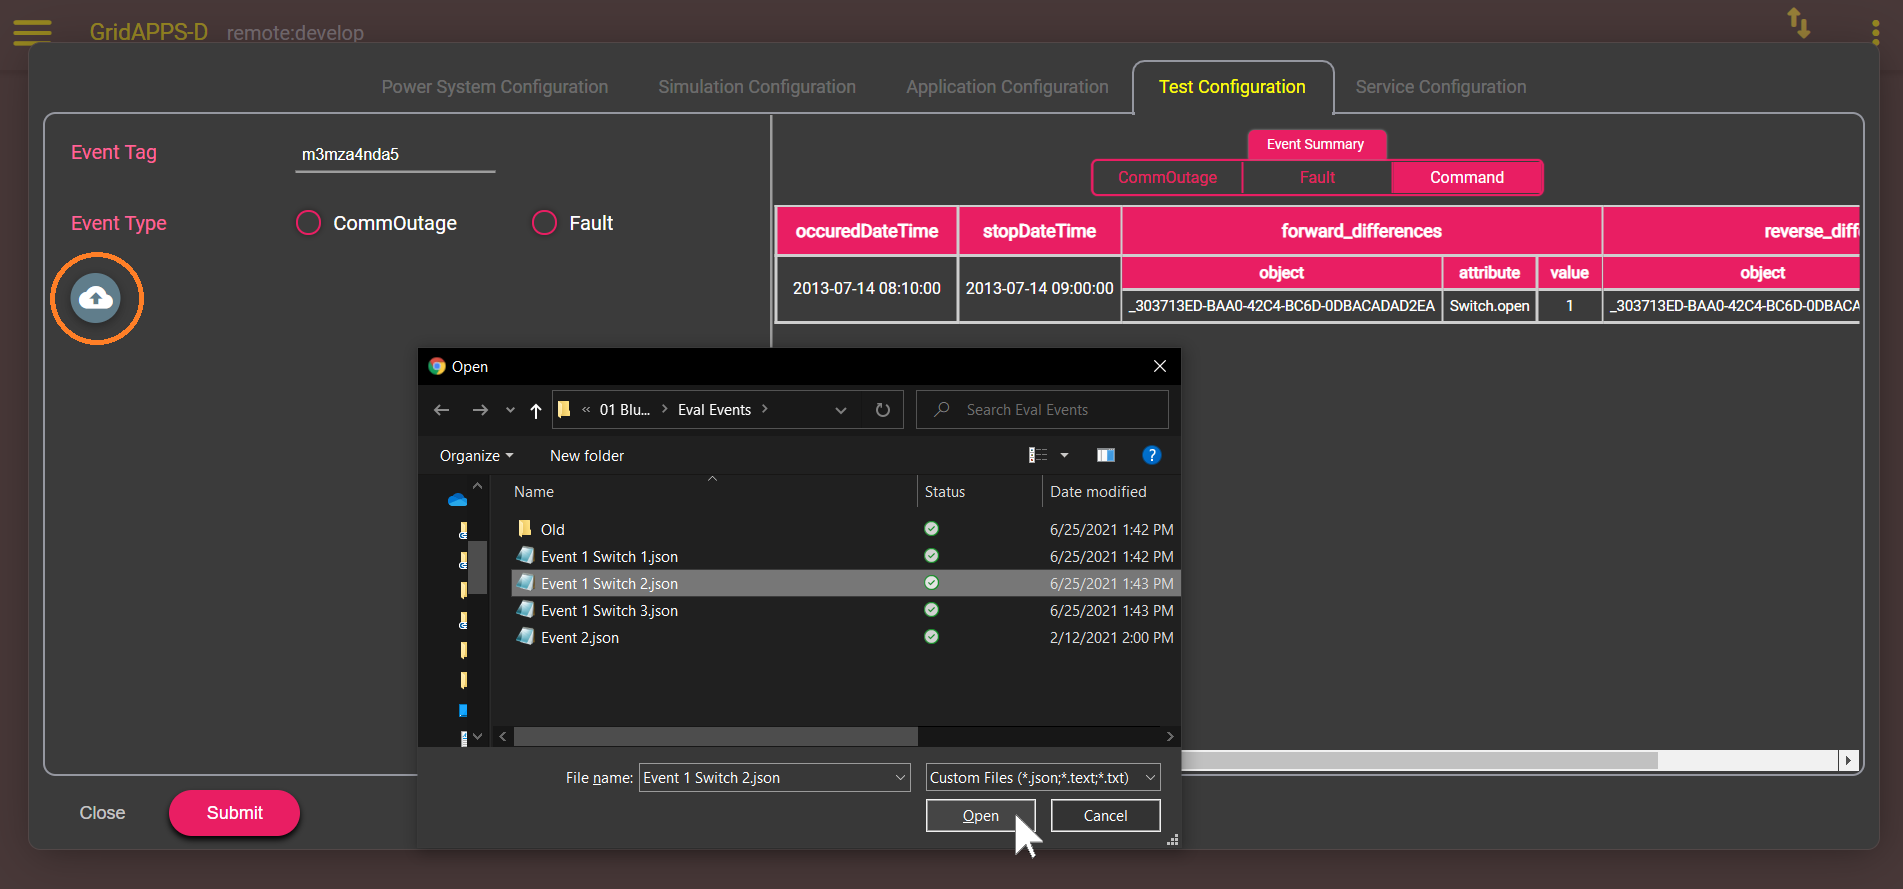 GridAPPS-D remote:develop
Power System Configuration Simulation Configuration Application Configuration Test Configuration Service Configuration
Event Tag m3mza4nda5
Event Type CommOutage Fault
Event Summary
CommOutage Fault Command
occuredDateTime stopDateTime forward_differences reverse_diff
object attribute value object
2013-07-14 08:10:00 2013-07-14 09:00:00
_303713ED-BAA0-42C4-BC6D-0DBACADAD2EA Switch.open 1 _303713ED-BAA0-42C4-BC6D-0DBACA
Open
« 01 Blu... > Eval Events > Search Eval Events
Organize New folder ?
Name Status Date modified
Old 6/25/2021 1:42 PM
Event 1 Switch 1.json 6/25/2021 1:42 PM
Event 1 Switch 2.json 6/25/2021 1:43 PM
Event 1 Switch 3.json 6/25/2021 1:43 PM
Event 2.json 2/12/2021 2:00 PM
File name: Event 1 Switch 2.json Custom Files (*.json;*.text;*.txt)
Open Cancel
Close Submit